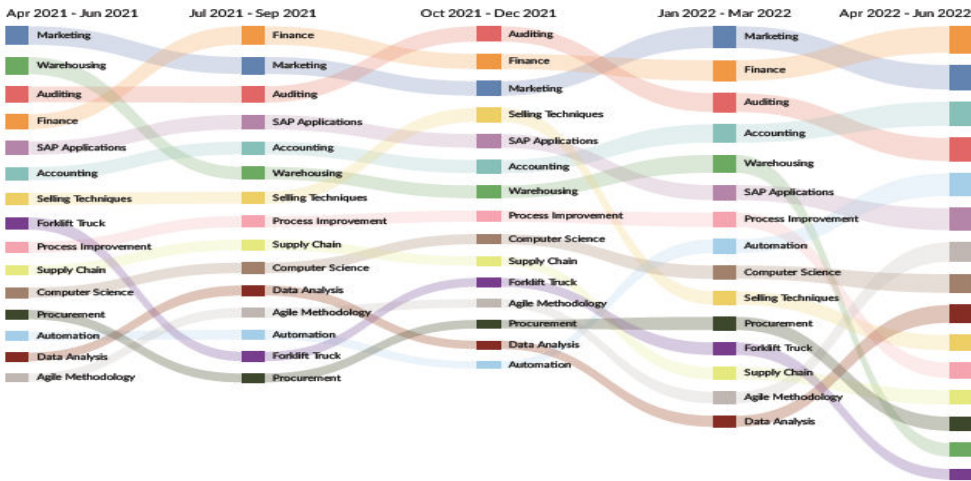 Apr 2021 - Jun 2021
Jul 2021 - Sep 2021
Oct 2021 - Dec 2021
Jan 2022 - Mar 2022
Apr 2022 - Jun 2022
Marketing
Warehousing
Auditing
Finance
SAP Applications
Accounting
Selling Techniques
Forklift Truck
Process Improvement
Supply Chain
Computer Science
Procurement
Automation
Data Analysis
Agile Methodology
Finance
Marketing
Auditing
SAP Applications
Accounting
Warehousing
Selling Techniques
Process Improvement
Supply Chain
Computer Science
Data Analysis
Agile Methodology
Automation
Forklift Truck
Procurement
Auditing
Finance
Marketing
Selling Techniques
SAP Applications
Accounting
Warehousing
Process Improvement
Computer Science
Supply Chain
Forklift Truck
Agile Methodology
Procurement
Data Analysis
Automation
Marketing
Finance
Auditing
Accounting
Warehousing
SAP Applications
Process Improvement
Automation
Computer Science
Selling Techniques
Procurement
Forklift Truck
Supply Chain
Agile Methodology
Data Analysis